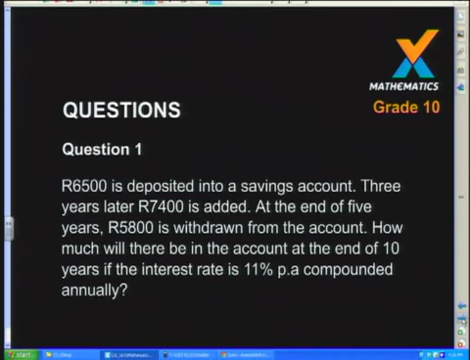 MATHEMATICS
Grade 10
QUESTIONS
Question 1
R6500 is deposited into a savings account. Three
years later R7400 is added. At the end of five
years, R5800 is withdrawn from the account. How
much will there be in the account at the end of 10
years if the interest rate is 11% p.a compounded
annually?
start